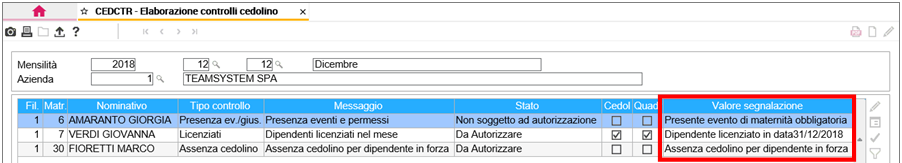 CEDCTR - Elaborazione controlli cedolino
Mensilità 2018 12 12 Dicembre
Azienda 1 TEAMSYSTEM SPA
Fil. Matr. Nominativo Tipo controllo Messaggio Stato Cedol Quad Valore segnalazione
1 6 AMARANTO GIORGIA Presenza ev./gius. Presenza eventi e permessi Non soggetto ad autorizzazione Presente evento di maternità obbligatoria
1 7 VERDI GIOVANNA Licenziati Dipendenti licenziati nel mese Da Autorizzare Dipendente licenziato in data31/12/2018
1 30 FIORETTI MARCO Assenza cedolino Assenza cedolino per dipendente in forza Da Autorizzare Assenza cedolino per dipendente in forza